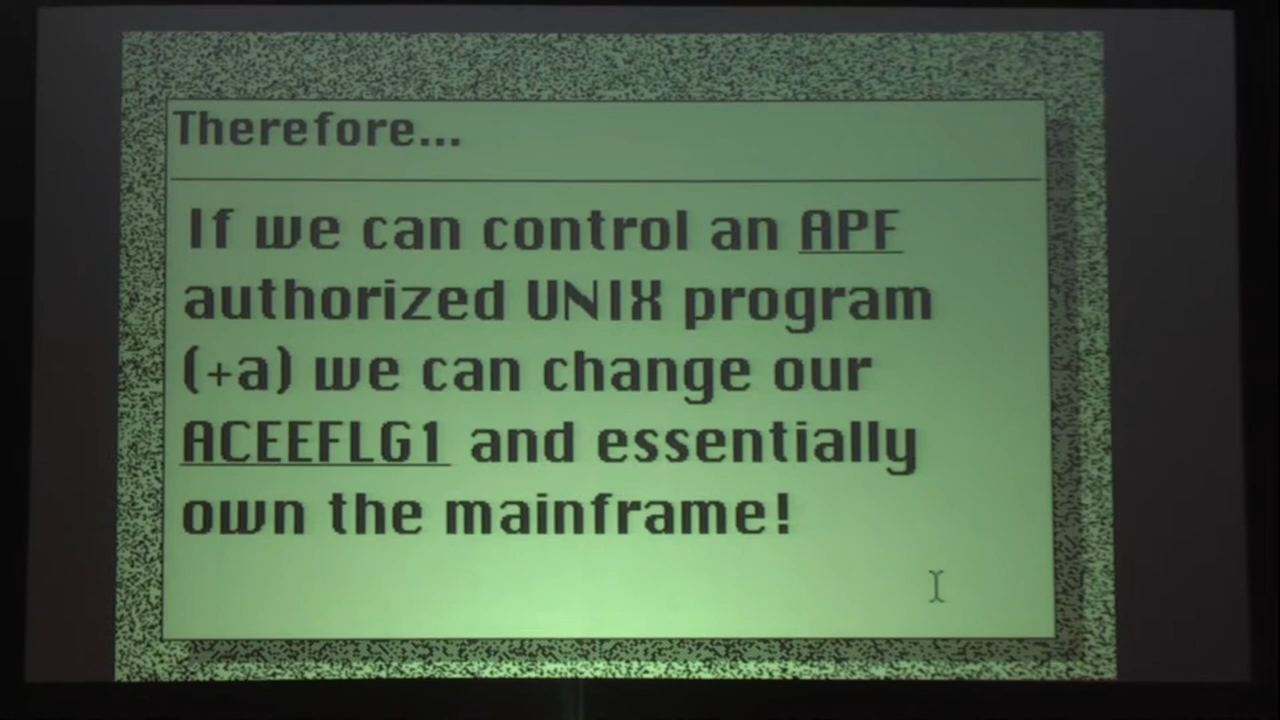 Therefore...
If we can control an APF
authorized UNIX program
(+a) we can change our
ACEEFLG1 and essentially
own the mainframe!